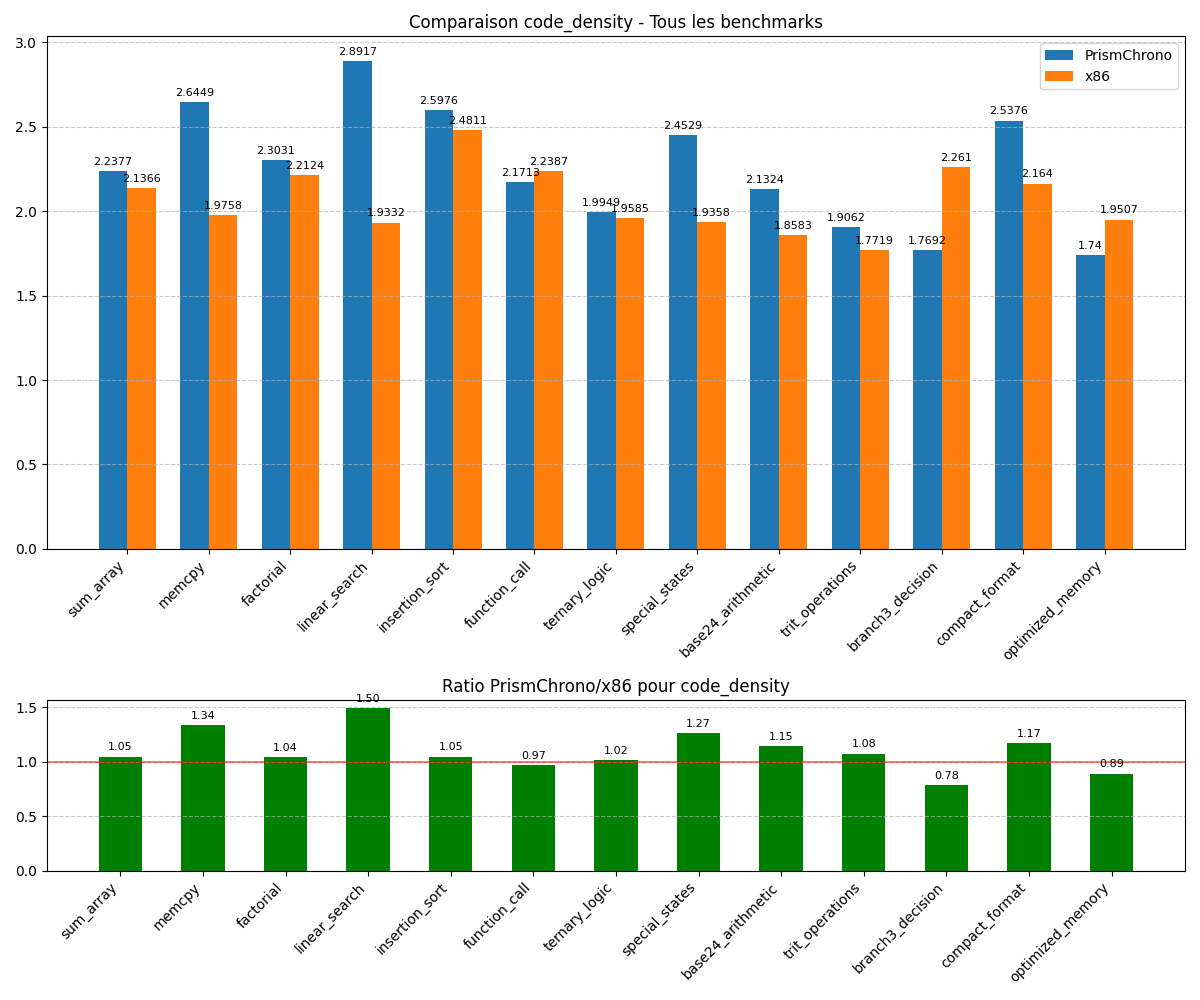 Comparaison code_density - Tous les benchmarks
PrismChrono
x86
3.0
2.5
2.0
1.5
1.0
0.5
0.0
2.2377
2.1366
2.6449
1.9758
2.3031
2.2124
2.8917
1.9332
2.5976
2.4811
2.1713
2.2387
1.9949
1.9585
2.4529
1.9358
2.1324
1.8583
1.9062
1.7719
1.7692
2.261
2.5376
2.164
1.74
1.9507
sum_array
memcpy
factorial
linear_search
insertion_sort
function_call
ternary_logic
special_states
base24_arithmetic
trit_operations
branch3_decision
compact_format
optimized_memory
Ratio PrismChrono/x86 pour code_density
1.5
1.0
0.5
0.0
1.05
1.34
1.04
1.50
1.05
0.97
1.02
1.27
1.15
1.08
0.78
1.17
0.89
sum_array
memcpy
factorial
linear_search
insertion_sort
function_call
ternary_logic
special_states
base24_arithmetic
trit_operations
branch3_decision
compact_format
optimized_memory